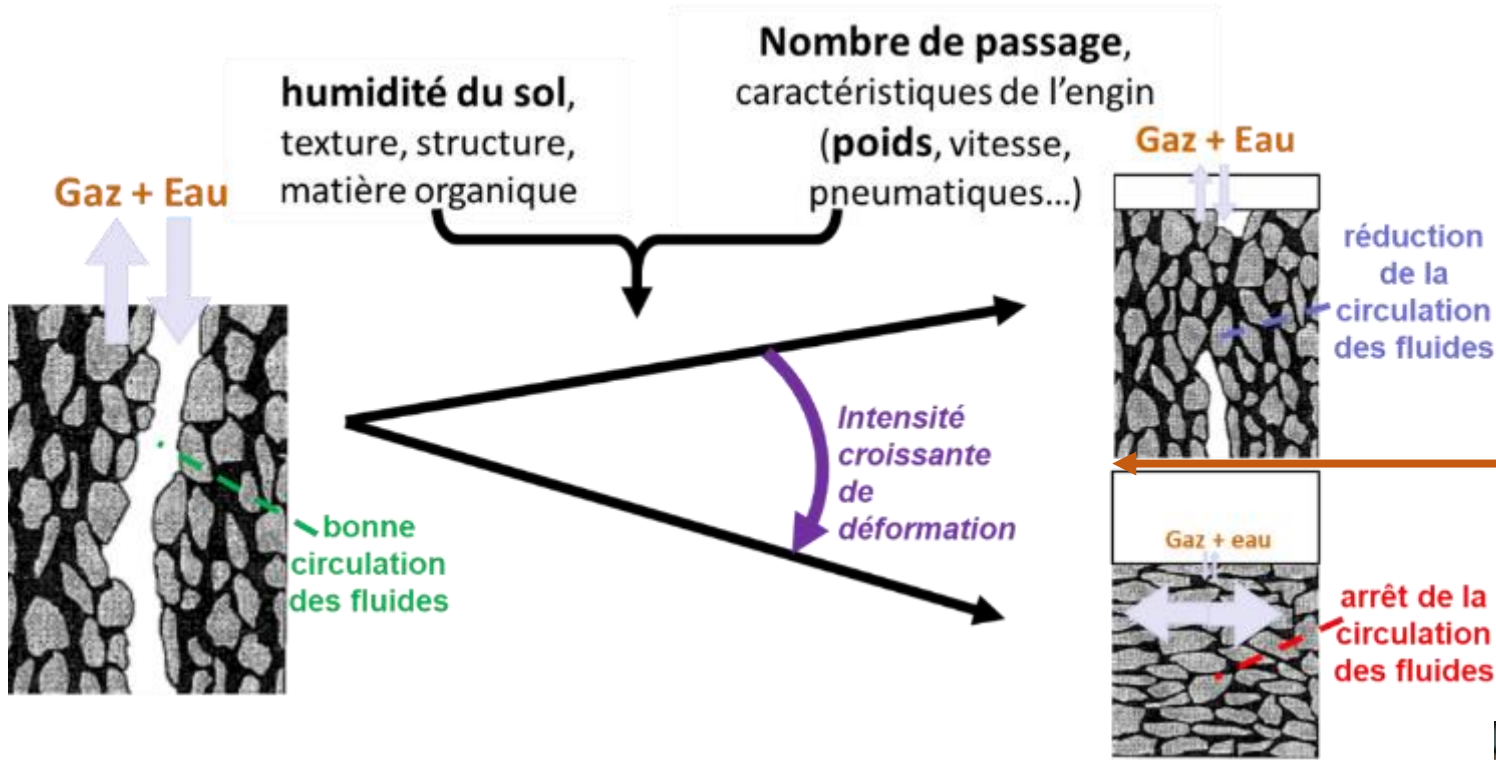 humidité du sol,
texture, structure,
matière organique
Nombre de passage,
caractéristiques de l'engin
(poids, vitesse,
pneumatiques...)
Gaz + Eau
bonne
circulation
des fluides
Intensité
croissante
de
déformation
Gaz + Eau
réduction
de la
circulation
des fluides
Gaz + eau
arrêt de la
circulation
des fluides